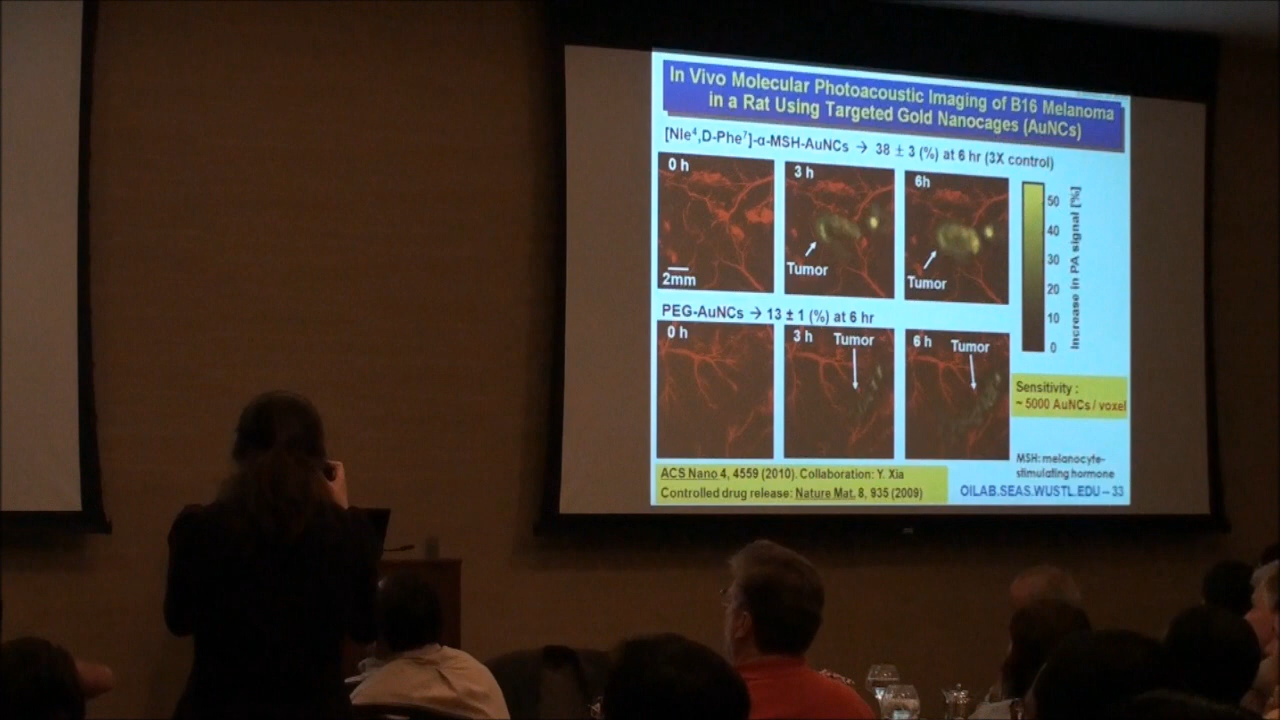 In Vivo Molecular Photoacoustic Imaging of B16 Melanoma
in a Rat Using Targeted Gold Nanocages (AuNCs)
[Nle⁴,D-Phe⁷]-α-MSH-AuNCs → 38 ± 3 (%) at 6 hr (3X control)
0 h
3 h
6h
2mm
Tumor
Tumor
50
40
30
20
10
0
Increase in PA signal [%]
PEG-AuNCs → 13 ± 1 (%) at 6 hr
0 h
3 h
Tumor
6 h
Tumor
Sensitivity :
~ 5000 AuNCs / voxel
MSH: melanocyte-
stimulating hormone
ACS Nano 4, 4559 (2010). Collaboration: Y. Xia
Controlled drug release: Nature Mat. 8, 935 (2009)
OILAB.SEAS.WUSTL.EDU – 33